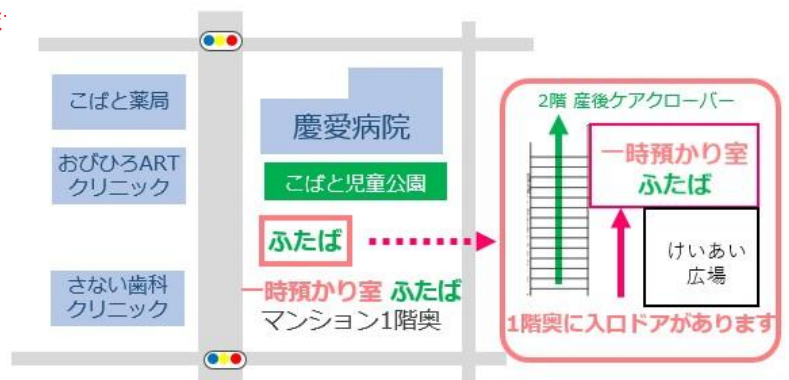 こばと薬局
おびひろART
クリニック
さない歯科
クリニック
慶愛病院
こばと児童公園
ふたば
一時預かり室 ふたば
マンション1階奥
2階 産後ケアクローバー
一時預かり室
ふたば
けいあい
広場
1階奥に入口ドアがあります